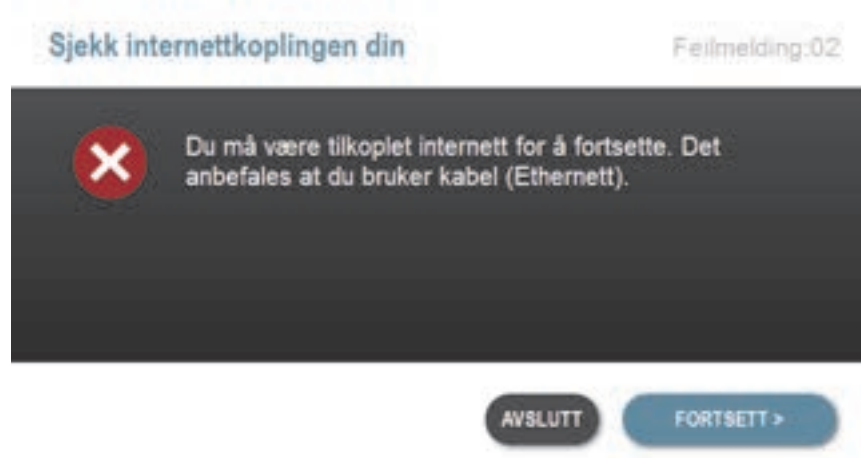 Sjekk internettkoplingen din
Feilmelding:02
Du må være tilkoplet internett for å fortsette. Det
anbefales at du bruker kabel (Ethernett).
AVSLUTT
FORTSETT >